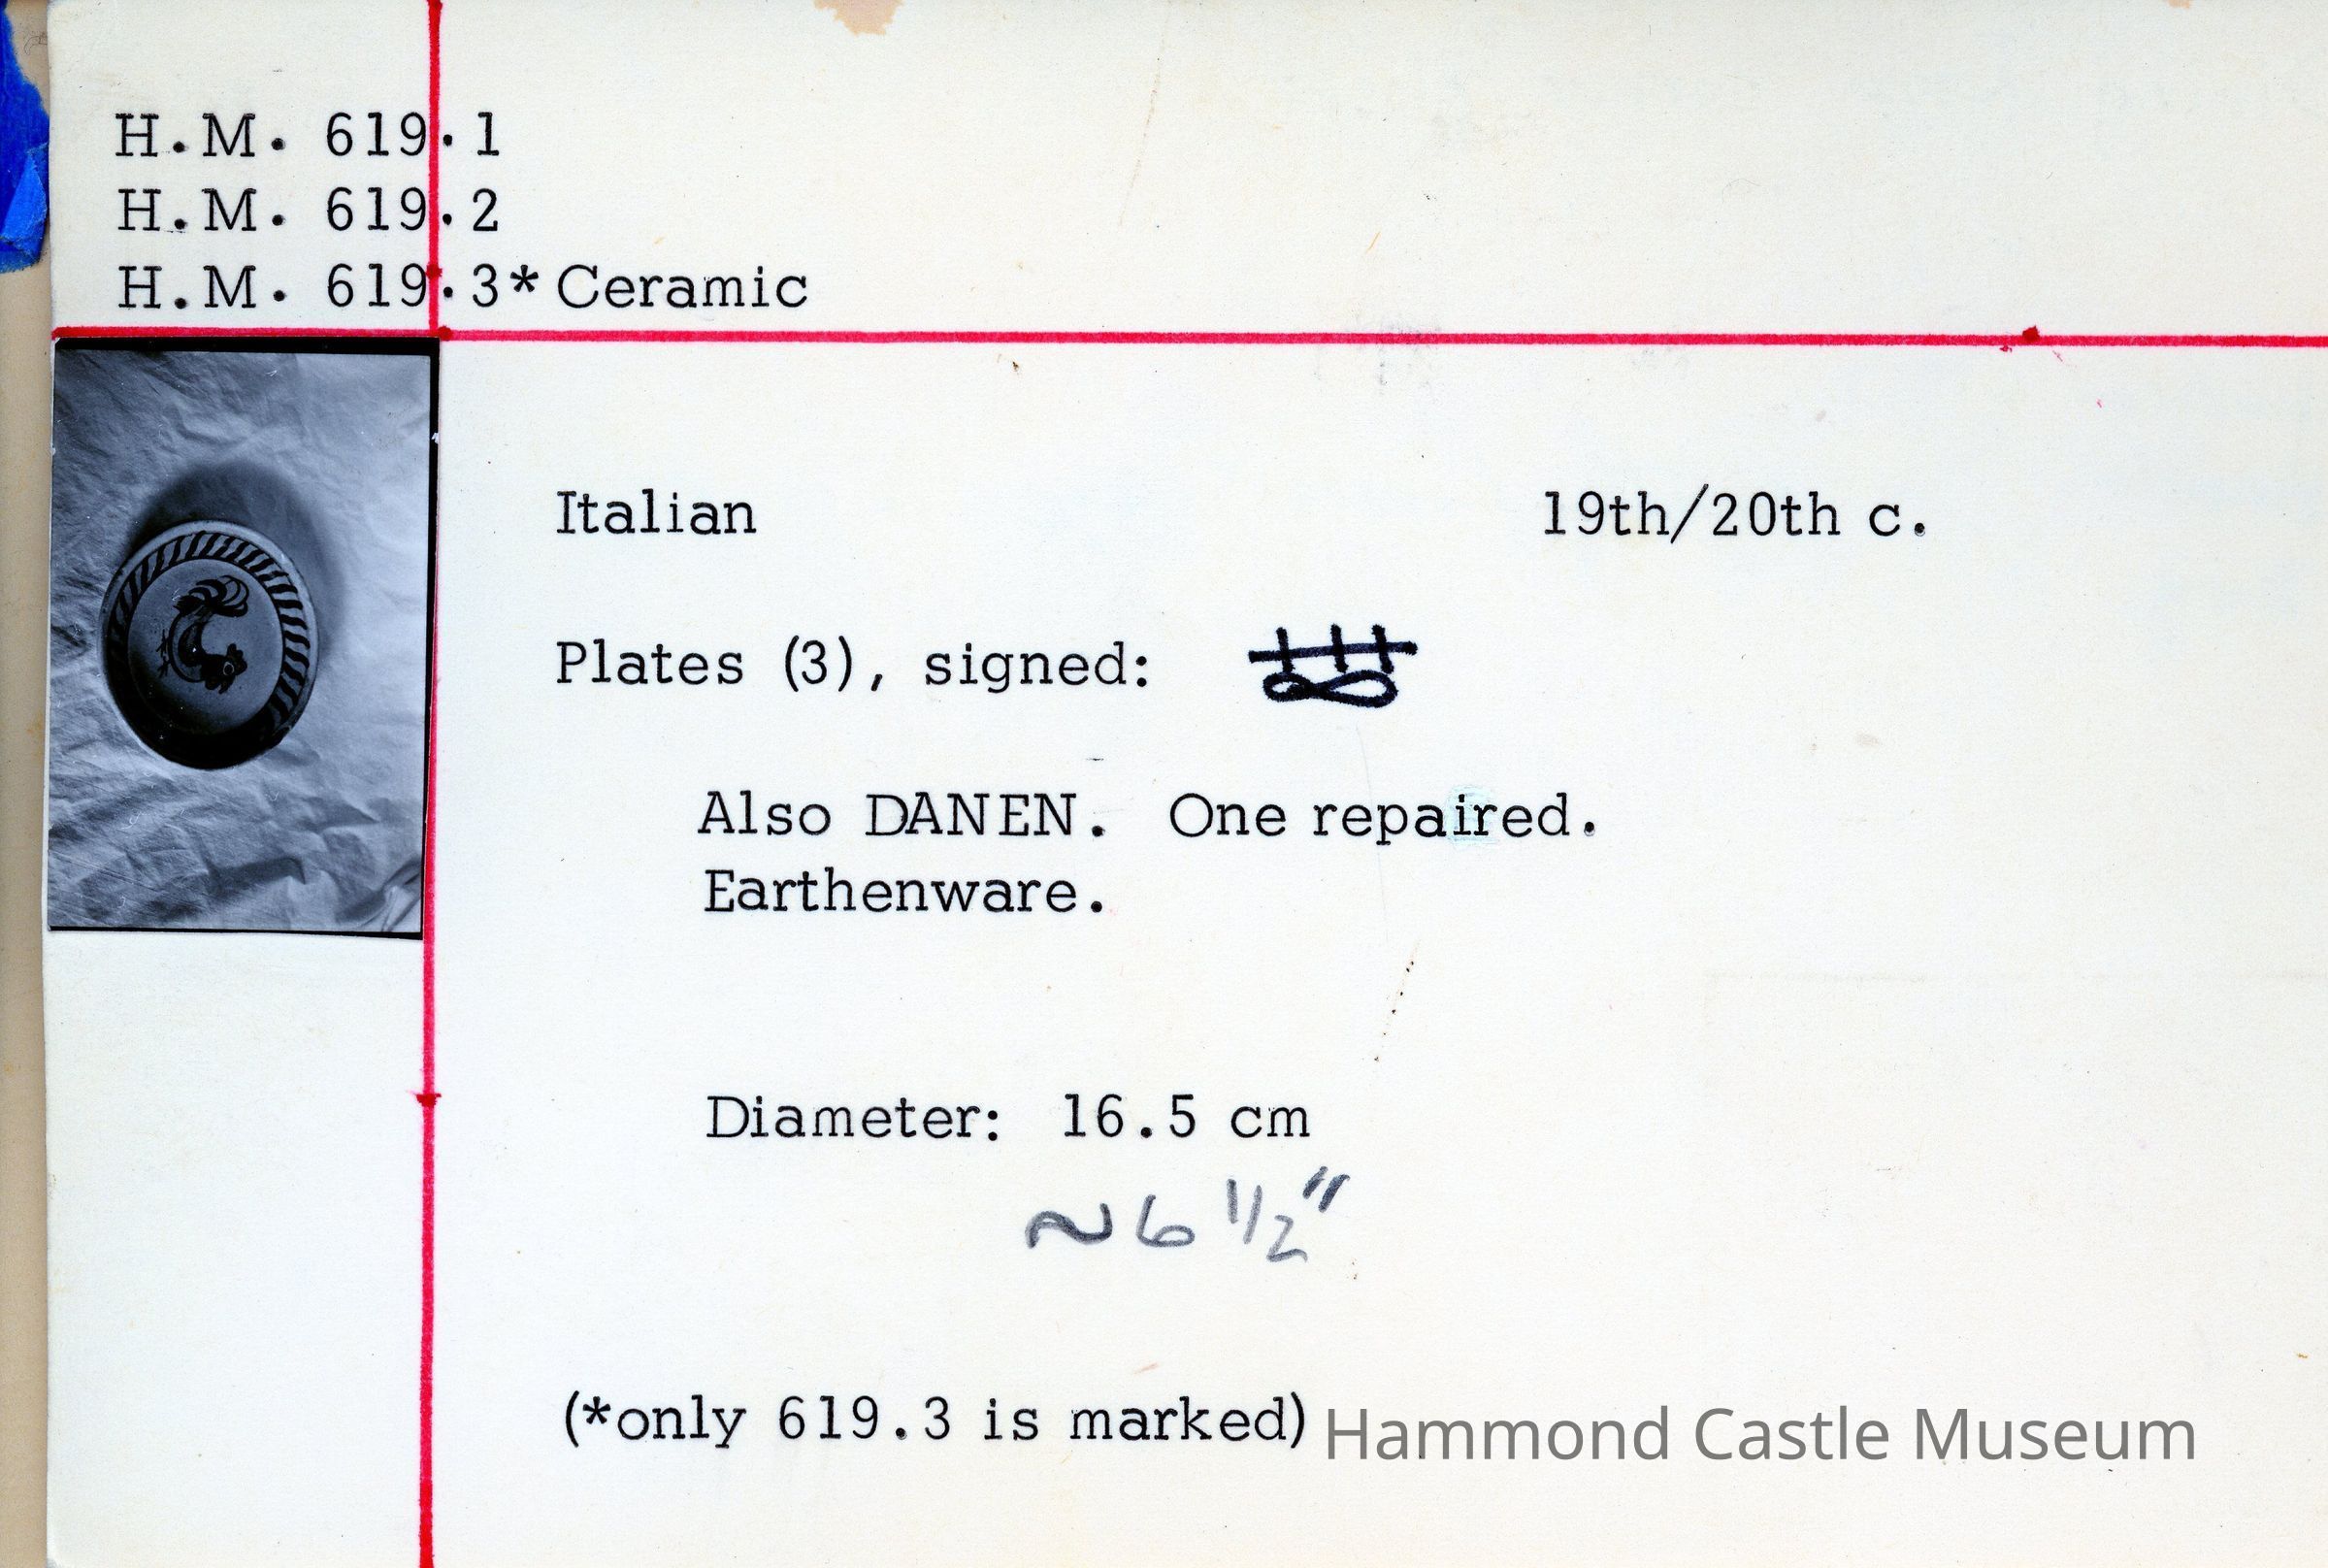 H.M. 619.1
H.M. 619.2
H.M. 619.3* Ceramic
Italian 19th/20th c.
Plates (3), signed:
Also DANEN. One repaired.
Earthenware.
Diameter: 16.5 cm
~ 6 1/2"
(*only 619.3 is marked)
Hammond Castle Museum